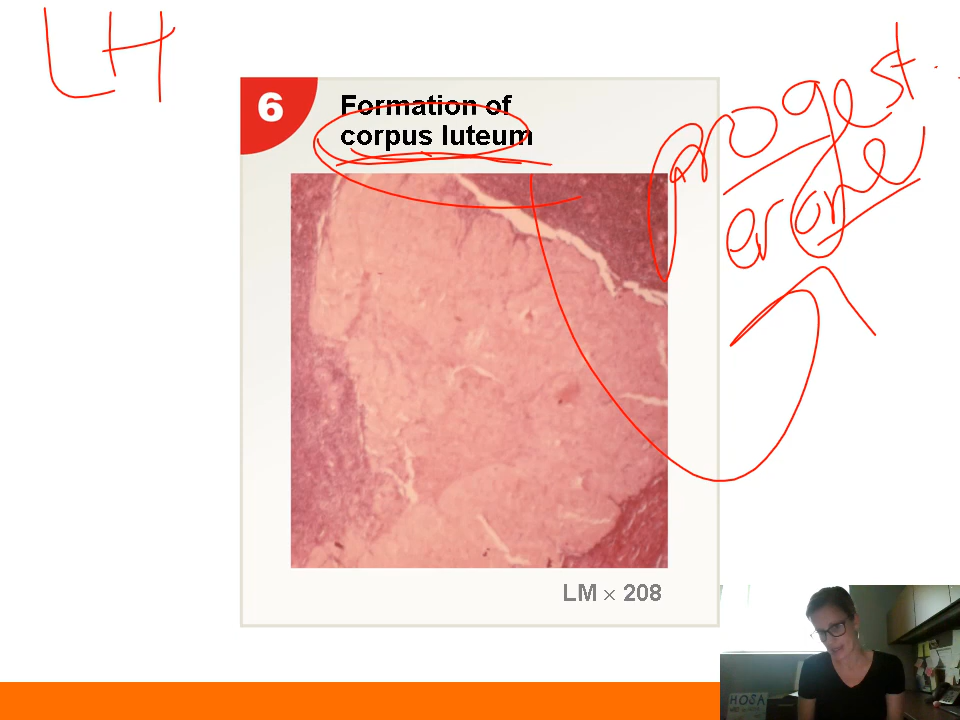 LH
6
Formation of
corpus luteum
progest
erone
LM × 208
HOSA